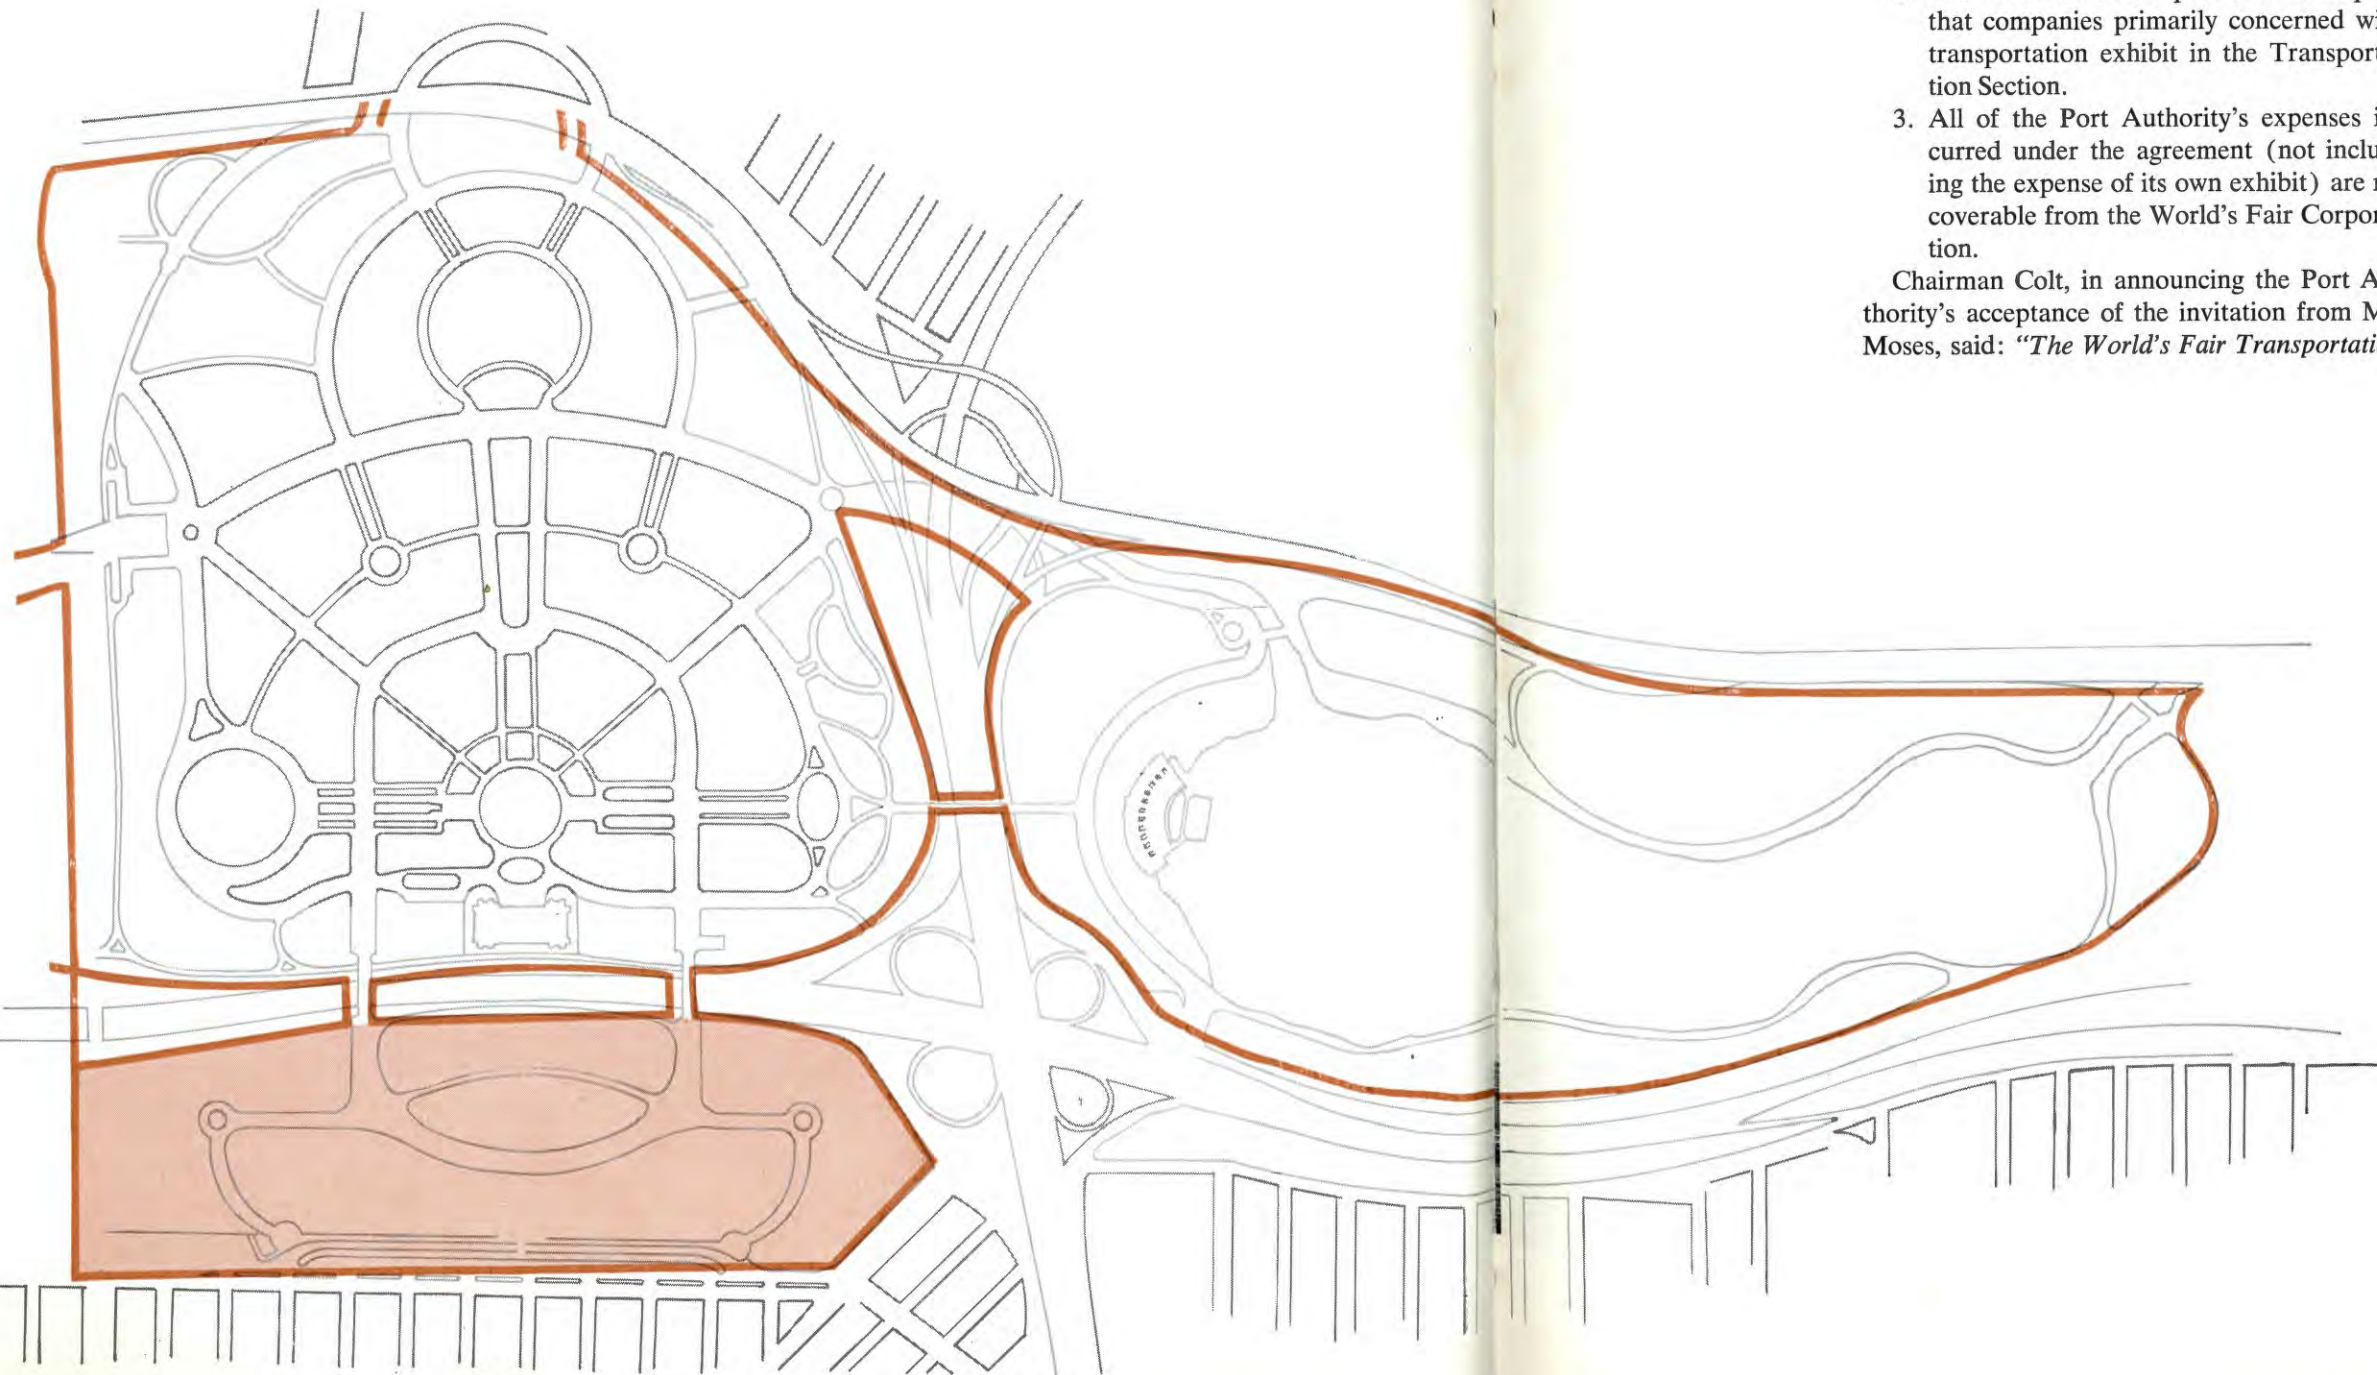 that companies primarily concerned wi
transportation exhibit in the Transport
tion Section.
3. All of the Port Authority's expenses i
curred under the agreement (not inclu
ing the expense of its own exhibit) are r
coverable from the World's Fair Corpor
tion.
Chairman Colt, in announcing the Port A
thority's acceptance of the invitation from M
Moses, said: "The World's Fair Transportati